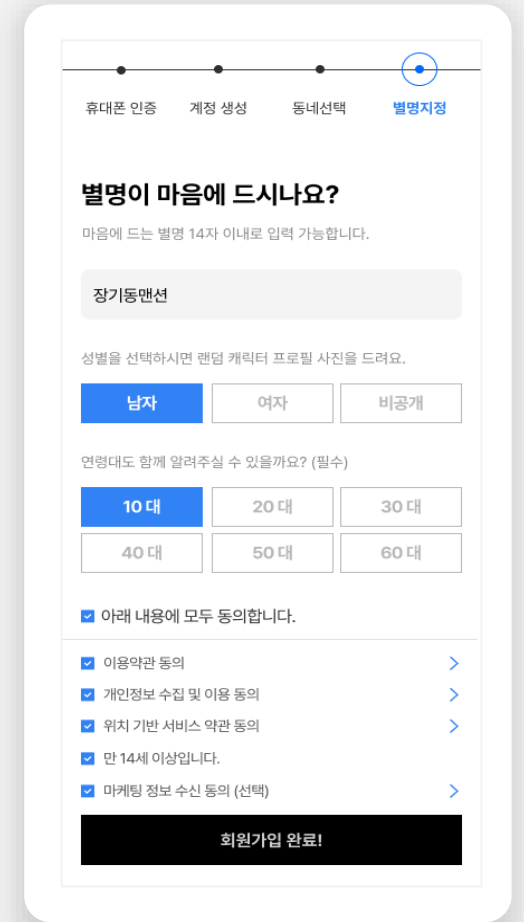 휴대폰 인증 계정 생성 동네선택 별명지정
별명이 마음에 드시나요?
마음에 드는 별명 14자 이내로 입력 가능합니다.
장기동맨션
성별을 선택하시면 랜덤 캐릭터 프로필 사진을 드려요.
남자 여자 비공개
연령대도 함께 알려주실 수 있을까요? (필수)
10 대 20 대 30 대
40 대 50 대 60 대
아래 내용에 모두 동의합니다.
이용약관 동의
개인정보 수집 및 이용 동의
위치 기반 서비스 약관 동의
만 14세 이상입니다.
마케팅 정보 수신 동의 (선택)
회원가입 완료!